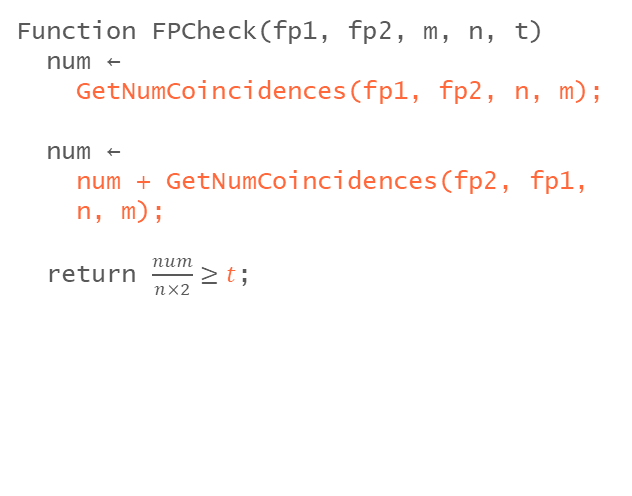 Function FPCheck(fp1, fp2, m, n, t)
num ←
GetNumCoincidences(fp1, fp2, n, m);
num ←
num + GetNumCoincidences(fp2, fp1,
n, m);
return num/n×2 ≥ t;